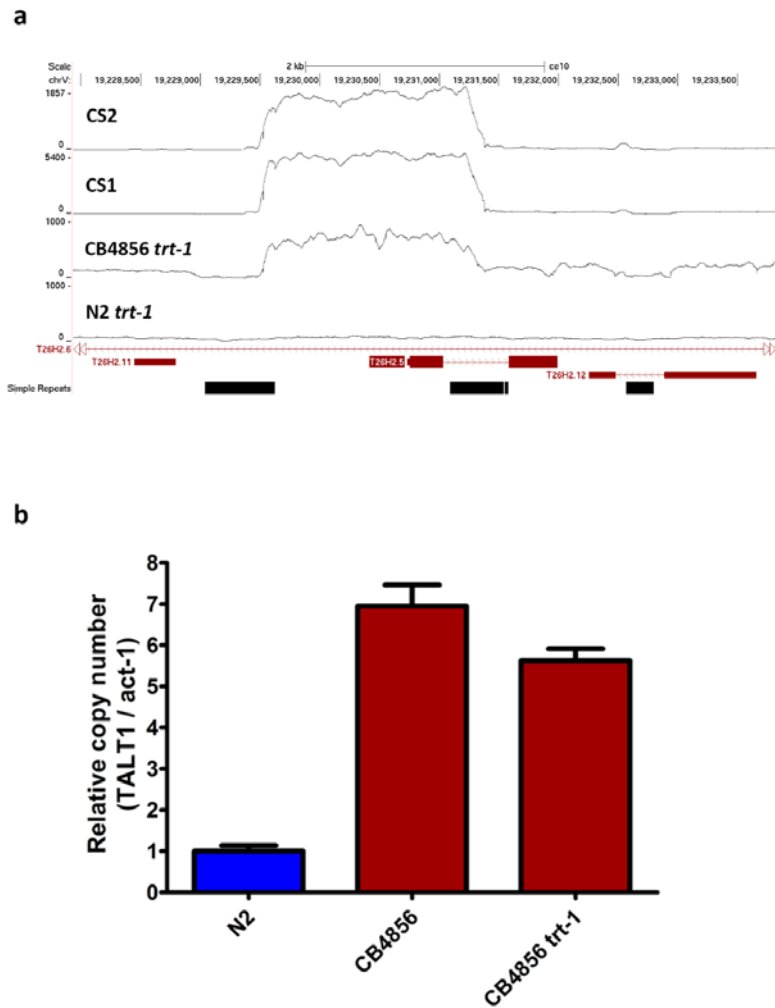 a
Scale 2 kb ce10
chrV: 19,228,500 19,229,000 19,229,500 19,230,000 19,230,500 19,231,000 19,231,500 19,232,000 19,232,500 19,233,000 19,233,500
1857
CS2
0
5400
CS1
0
1000
CB4856 trt-1
0
1000
N2 trt-1
0
T26H2.6
T26H2.11 T26H2.5
T26H2.12
Simple Repeats
b
8
7
6
5
4
3
2
1
0
Relative copy number
(TALT1 / act-1)
N2
CB4856
CB4856 trt-1